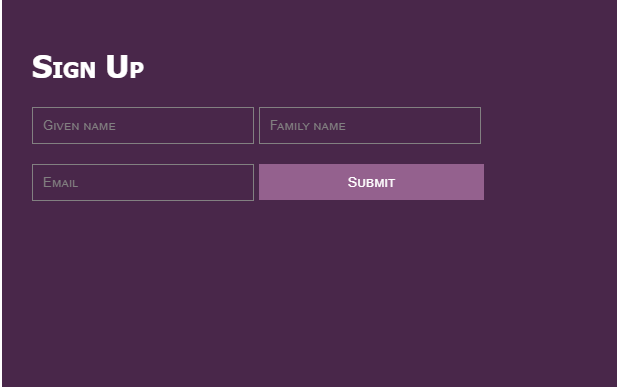 Sign Up
Given name Family name
Email Submit